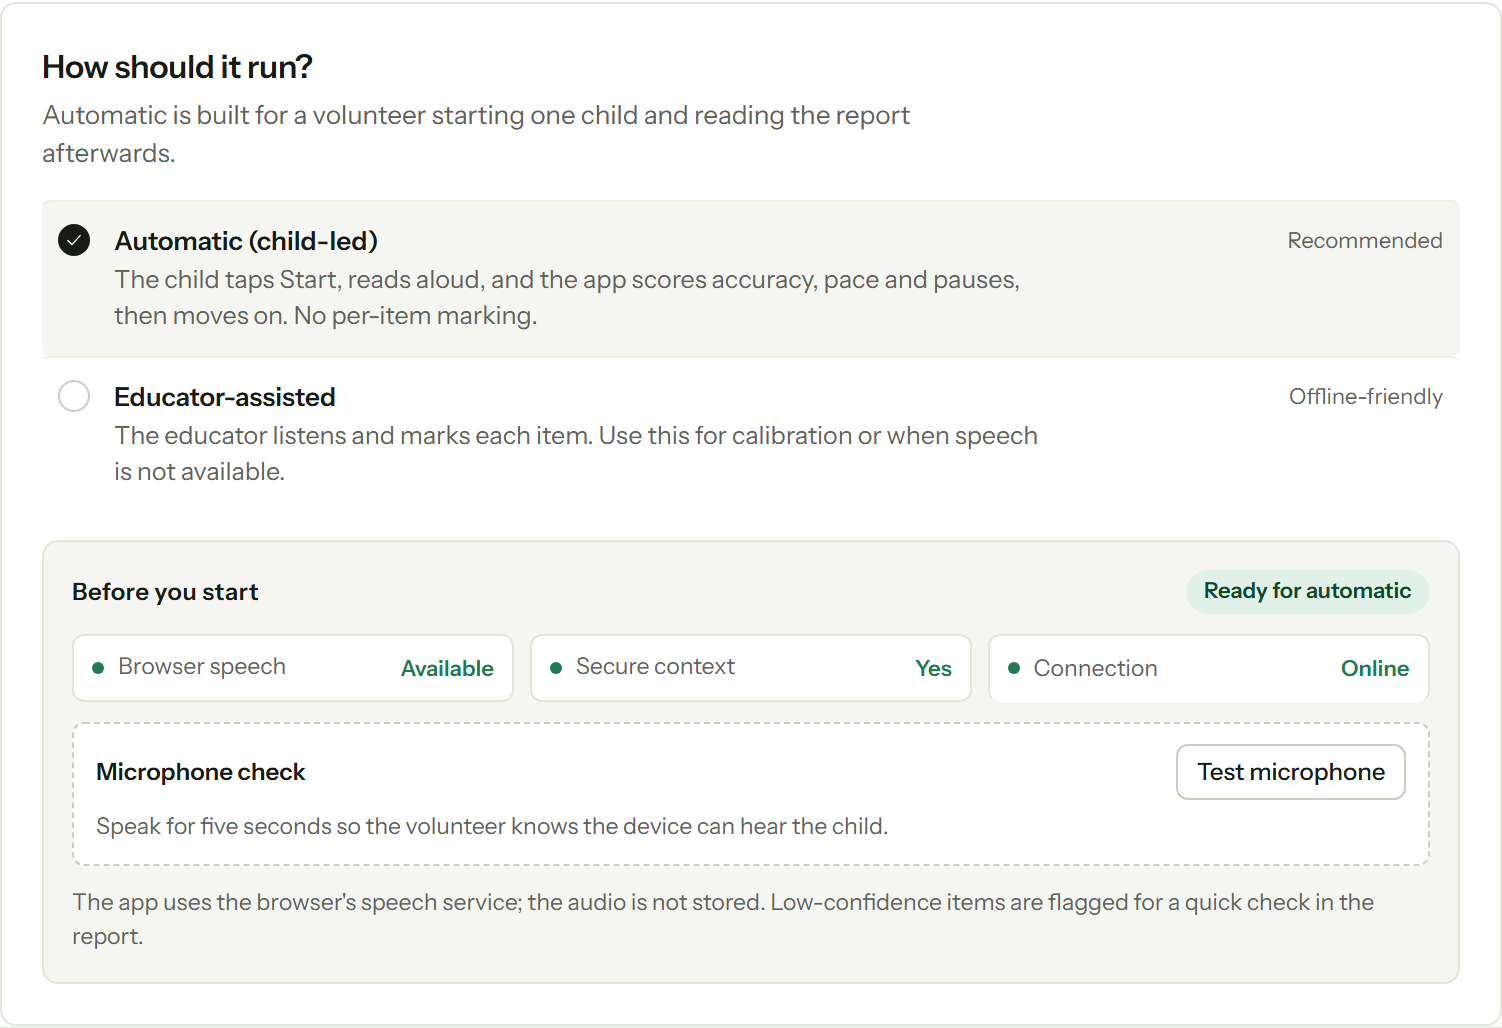 How should it run?
Automatic is built for a volunteer starting one child and reading the report
afterwards.
Automatic (child-led)
Recommended
The child taps Start, reads aloud, and the app scores accuracy, pace and pauses,
then moves on. No per-item marking.
Educator-assisted
Offline-friendly
The educator listens and marks each item. Use this for calibration or when speech
is not available.
Before you start
Ready for automatic
Browser speech
Available
Secure context
Yes
Connection
Online
Microphone check
Test microphone
Speak for five seconds so the volunteer knows the device can hear the child.
The app uses the browser's speech service; the audio is not stored. Low-confidence items are flagged for a quick check in the
report.